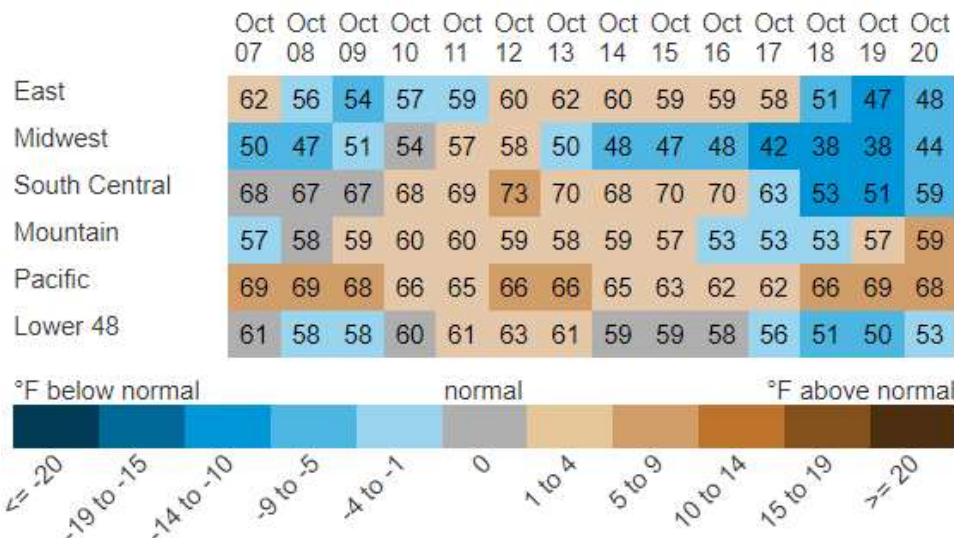 Oct Oct Oct Oct Oct Oct Oct Oct Oct Oct Oct Oct Oct Oct
07 08 09 10 11 12 13 14 15 16 17 18 19 20
East 62 56 54 57 59 60 62 60 59 59 58 51 47 48
Midwest 50 47 51 54 57 58 50 48 47 48 42 38 38 44
South Central 68 67 67 68 69 73 70 68 70 70 63 53 51 59
Mountain 57 58 59 60 60 59 58 59 57 53 53 53 57 59
Pacific 69 69 68 66 65 66 66 65 63 62 62 66 69 68
Lower 48 61 58 58 60 61 63 61 59 59 58 56 51 50 53
°F below normal normal °F above normal
<= -20 -19 to -15 -14 to -10 -9 to -5 -4 to -1 0 1 to 4 5 to 9 10 to 14 15 to 19 >= 20